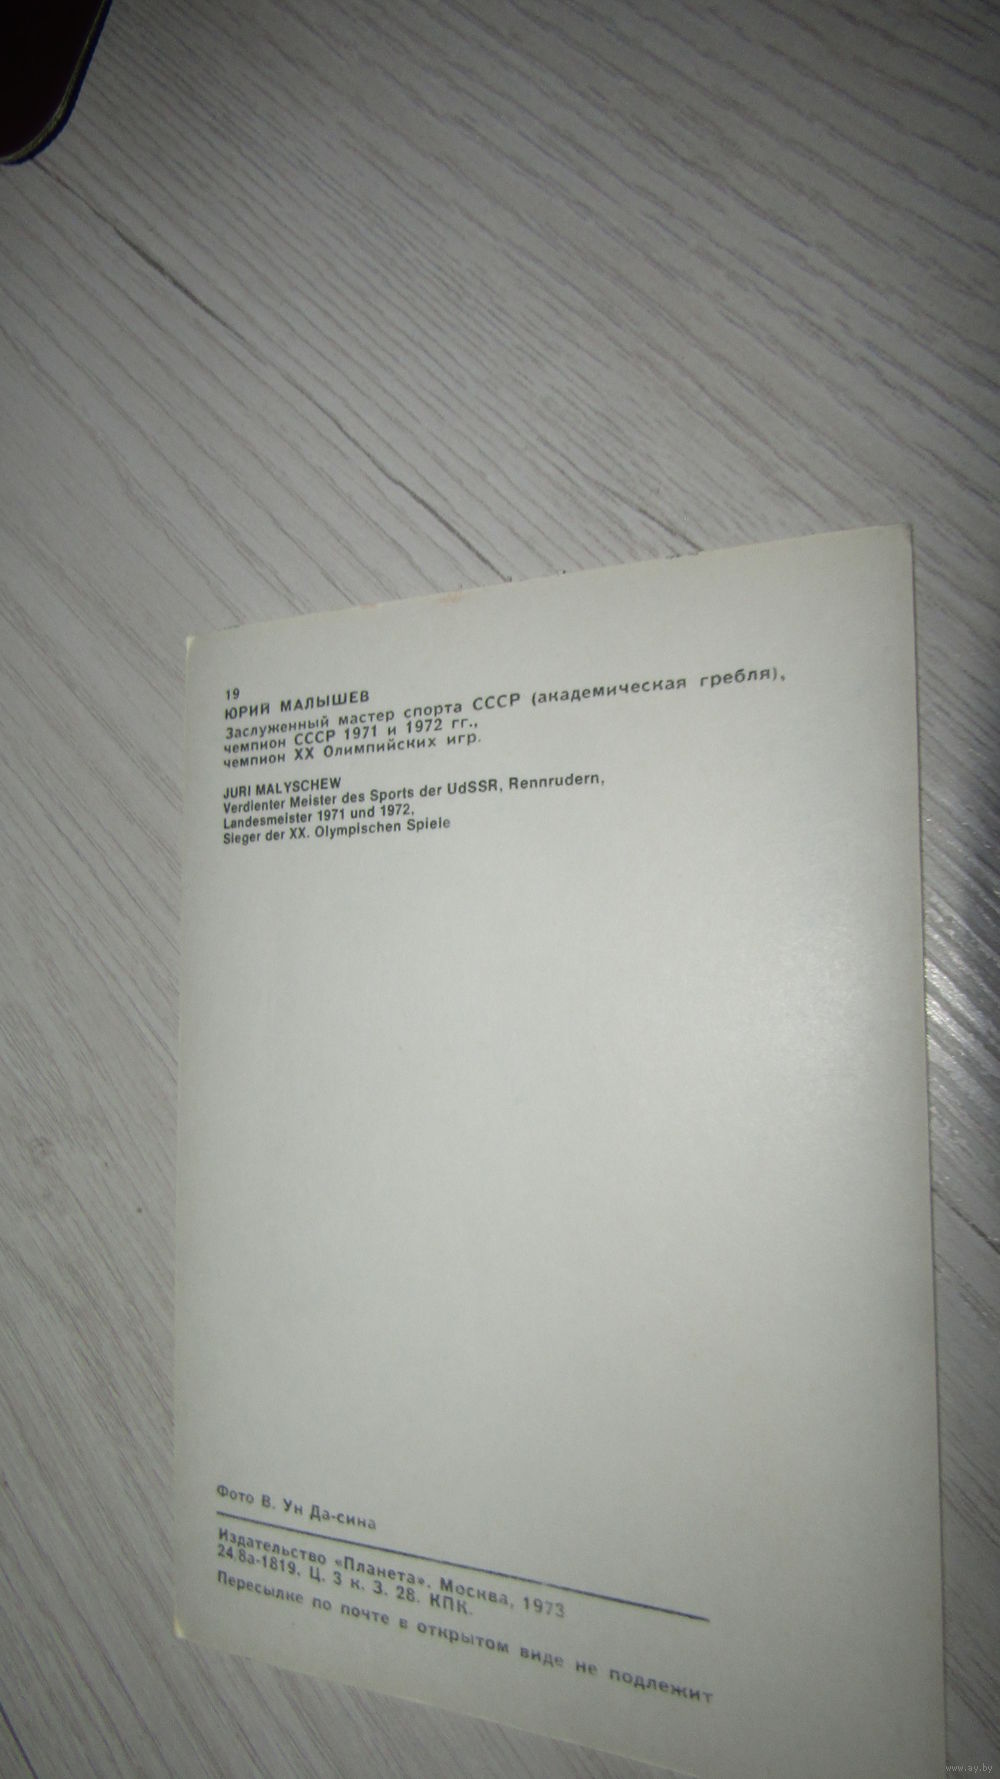 19
ЮРИЙ МАЛЫШЕВ
Заслуженный мастер спорта СССР (академическая гребля),
чемпион СССР 1971 и 1972 гг.,
чемпион XX Олимпийских игр.
JURI MALYSCHEW
Verdienter Meister des Sports der UdSSR, Rennrudern,
Landesmeister 1971 und 1972,
Sieger der XX. Olympischen Spiele
Фото В. Ун Да-сина
Издательство «Планета». Москва, 1973
24.8а-1819. Ц. 3 к. З. 28. КПК.
Пересылке по почте в открытом виде не подлежит
www.ay.by